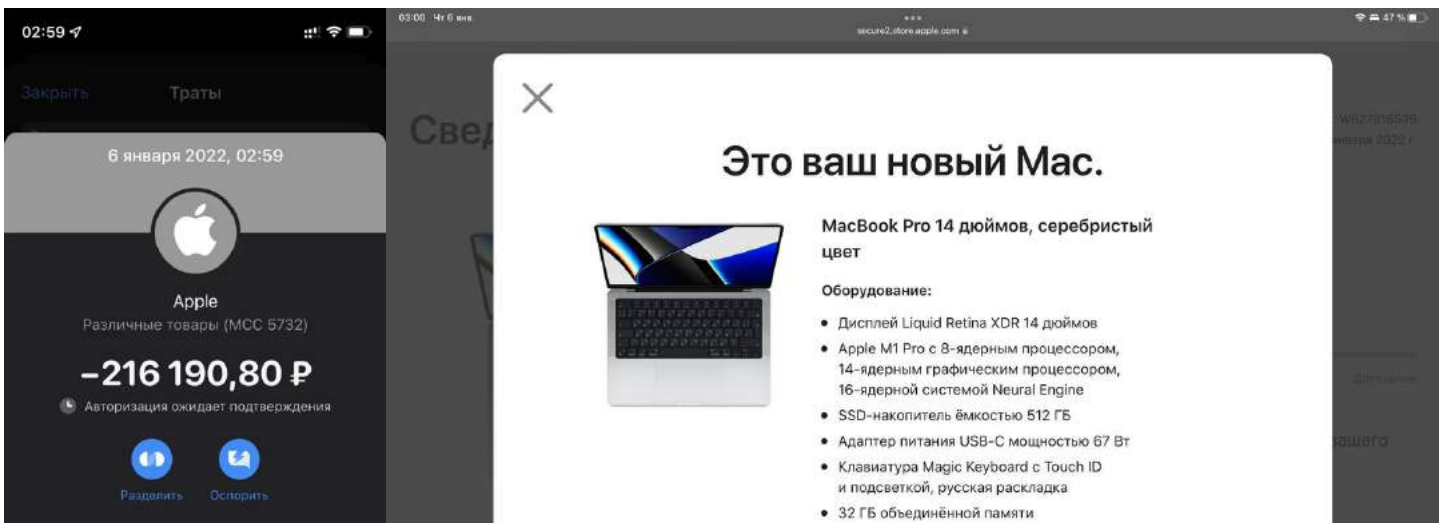 02:59
Закрыть Траты
6 января 2022, 02:59
Apple
Различные товары (MCC 5732)
−216 190,80 ₽
Авторизация ожидает подтверждения
Разделить Оспорить
03:00 Чт 6 янв.
secure2.store.apple.com
47 %
Свед
W627916539
января 2022 г.
Это ваш новый Mac.
MacBook Pro 14 дюймов, серебристый
цвет
Оборудование:
• Дисплей Liquid Retina XDR 14 дюймов
• Apple M1 Pro с 8-ядерным процессором,
14-ядерным графическим процессором,
16-ядерной системой Neural Engine
• SSD-накопитель ёмкостью 512 ГБ
• Адаптер питания USB-C мощностью 67 Вт
• Клавиатура Magic Keyboard с Touch ID
и подсветкой, русская раскладка
• 32 ГБ объединённой памяти
вашего